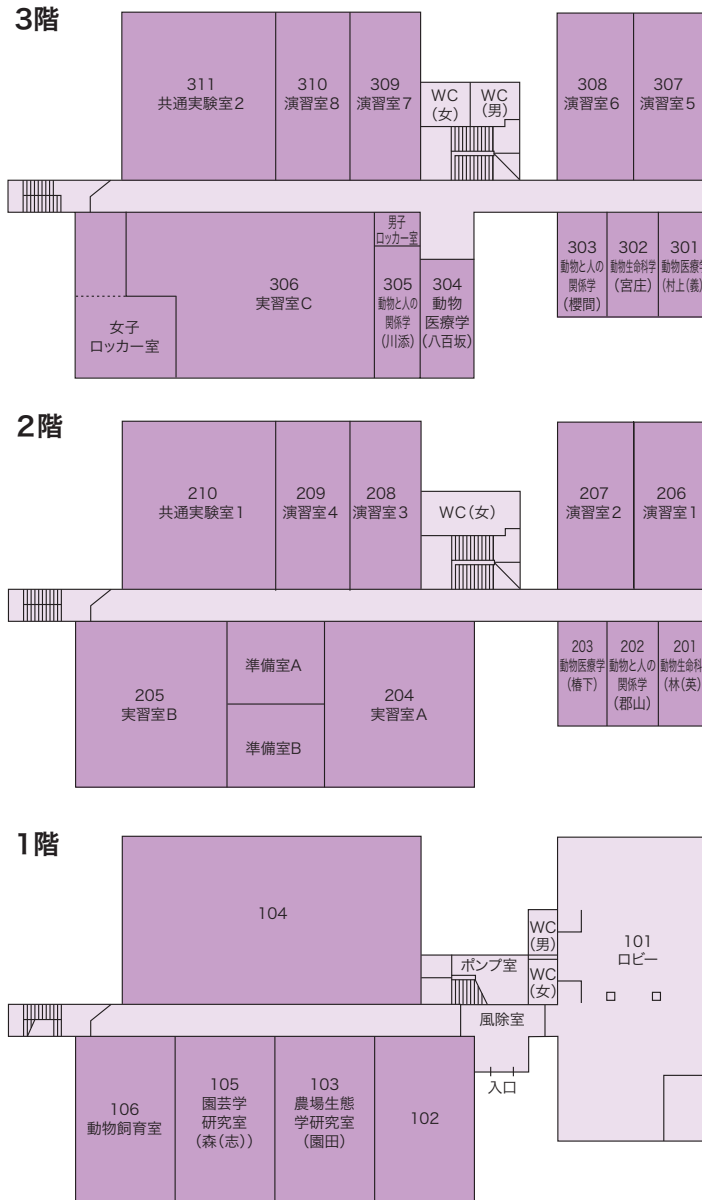 3階
311
共通実験室2
310
演習室8
309
演習室7
WC
(女)
WC
(男)
308
演習室6
307
演習室5
女子
ロッカー室
306
実習室C
男子
ロッカー室
305
動物と人の
関係学
(川添)
304
動物
医療学
(八百坂)
303
動物と人の
関係学
(櫻間)
302
動物生命科学
(宮庄)
301
動物医療学
(村上(義))
2階
210
共通実験室1
209
演習室4
208
演習室3
WC(女)
207
演習室2
206
演習室1
205
実習室B
準備室A
準備室B
204
実習室A
203
動物医療学
(椿下)
202
動物と人の
関係学
(郡山)
201
動物生命科
(林(英)
1階
104
ポンプ室
WC
(男)
WC
(女)
101
ロビー
風除室
入口
106
動物飼育室
105
園芸学
研究室
(森(志))
103
農場生態
学研究室
(園田)
102